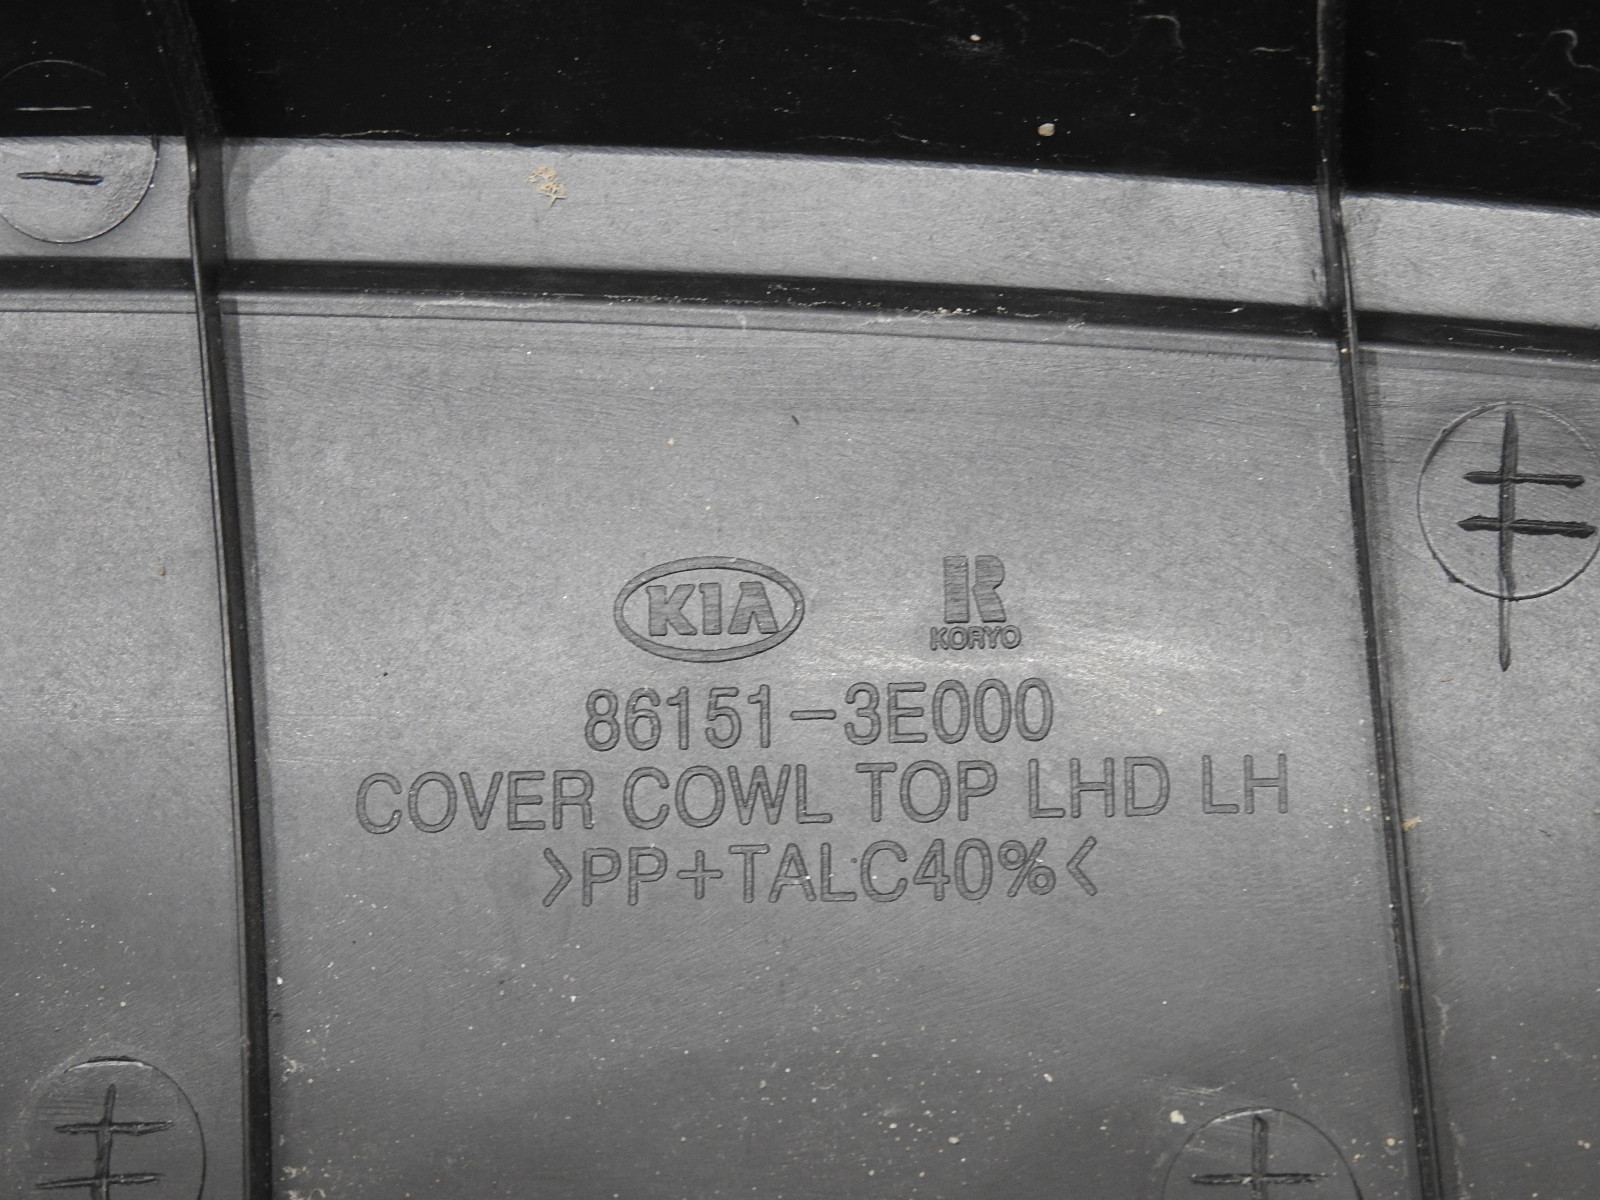 KIA R
KORYO
86151-3E000
COVER COWL TOP LHD LH
>PP+TALC40%<